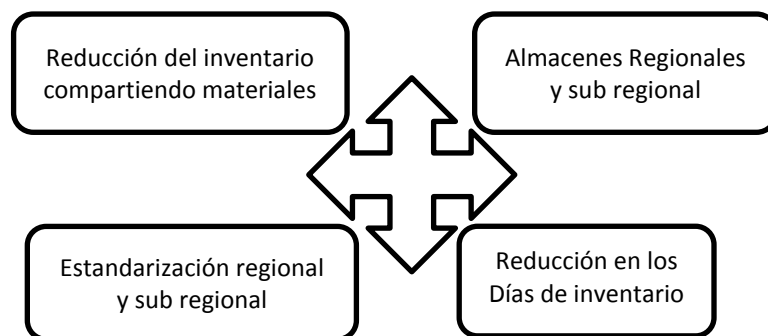 Reducción del inventario
compartiendo materiales
Almacenes Regionales
y sub regional
Estandarización regional
y sub regional
Reducción en los
Días de inventario